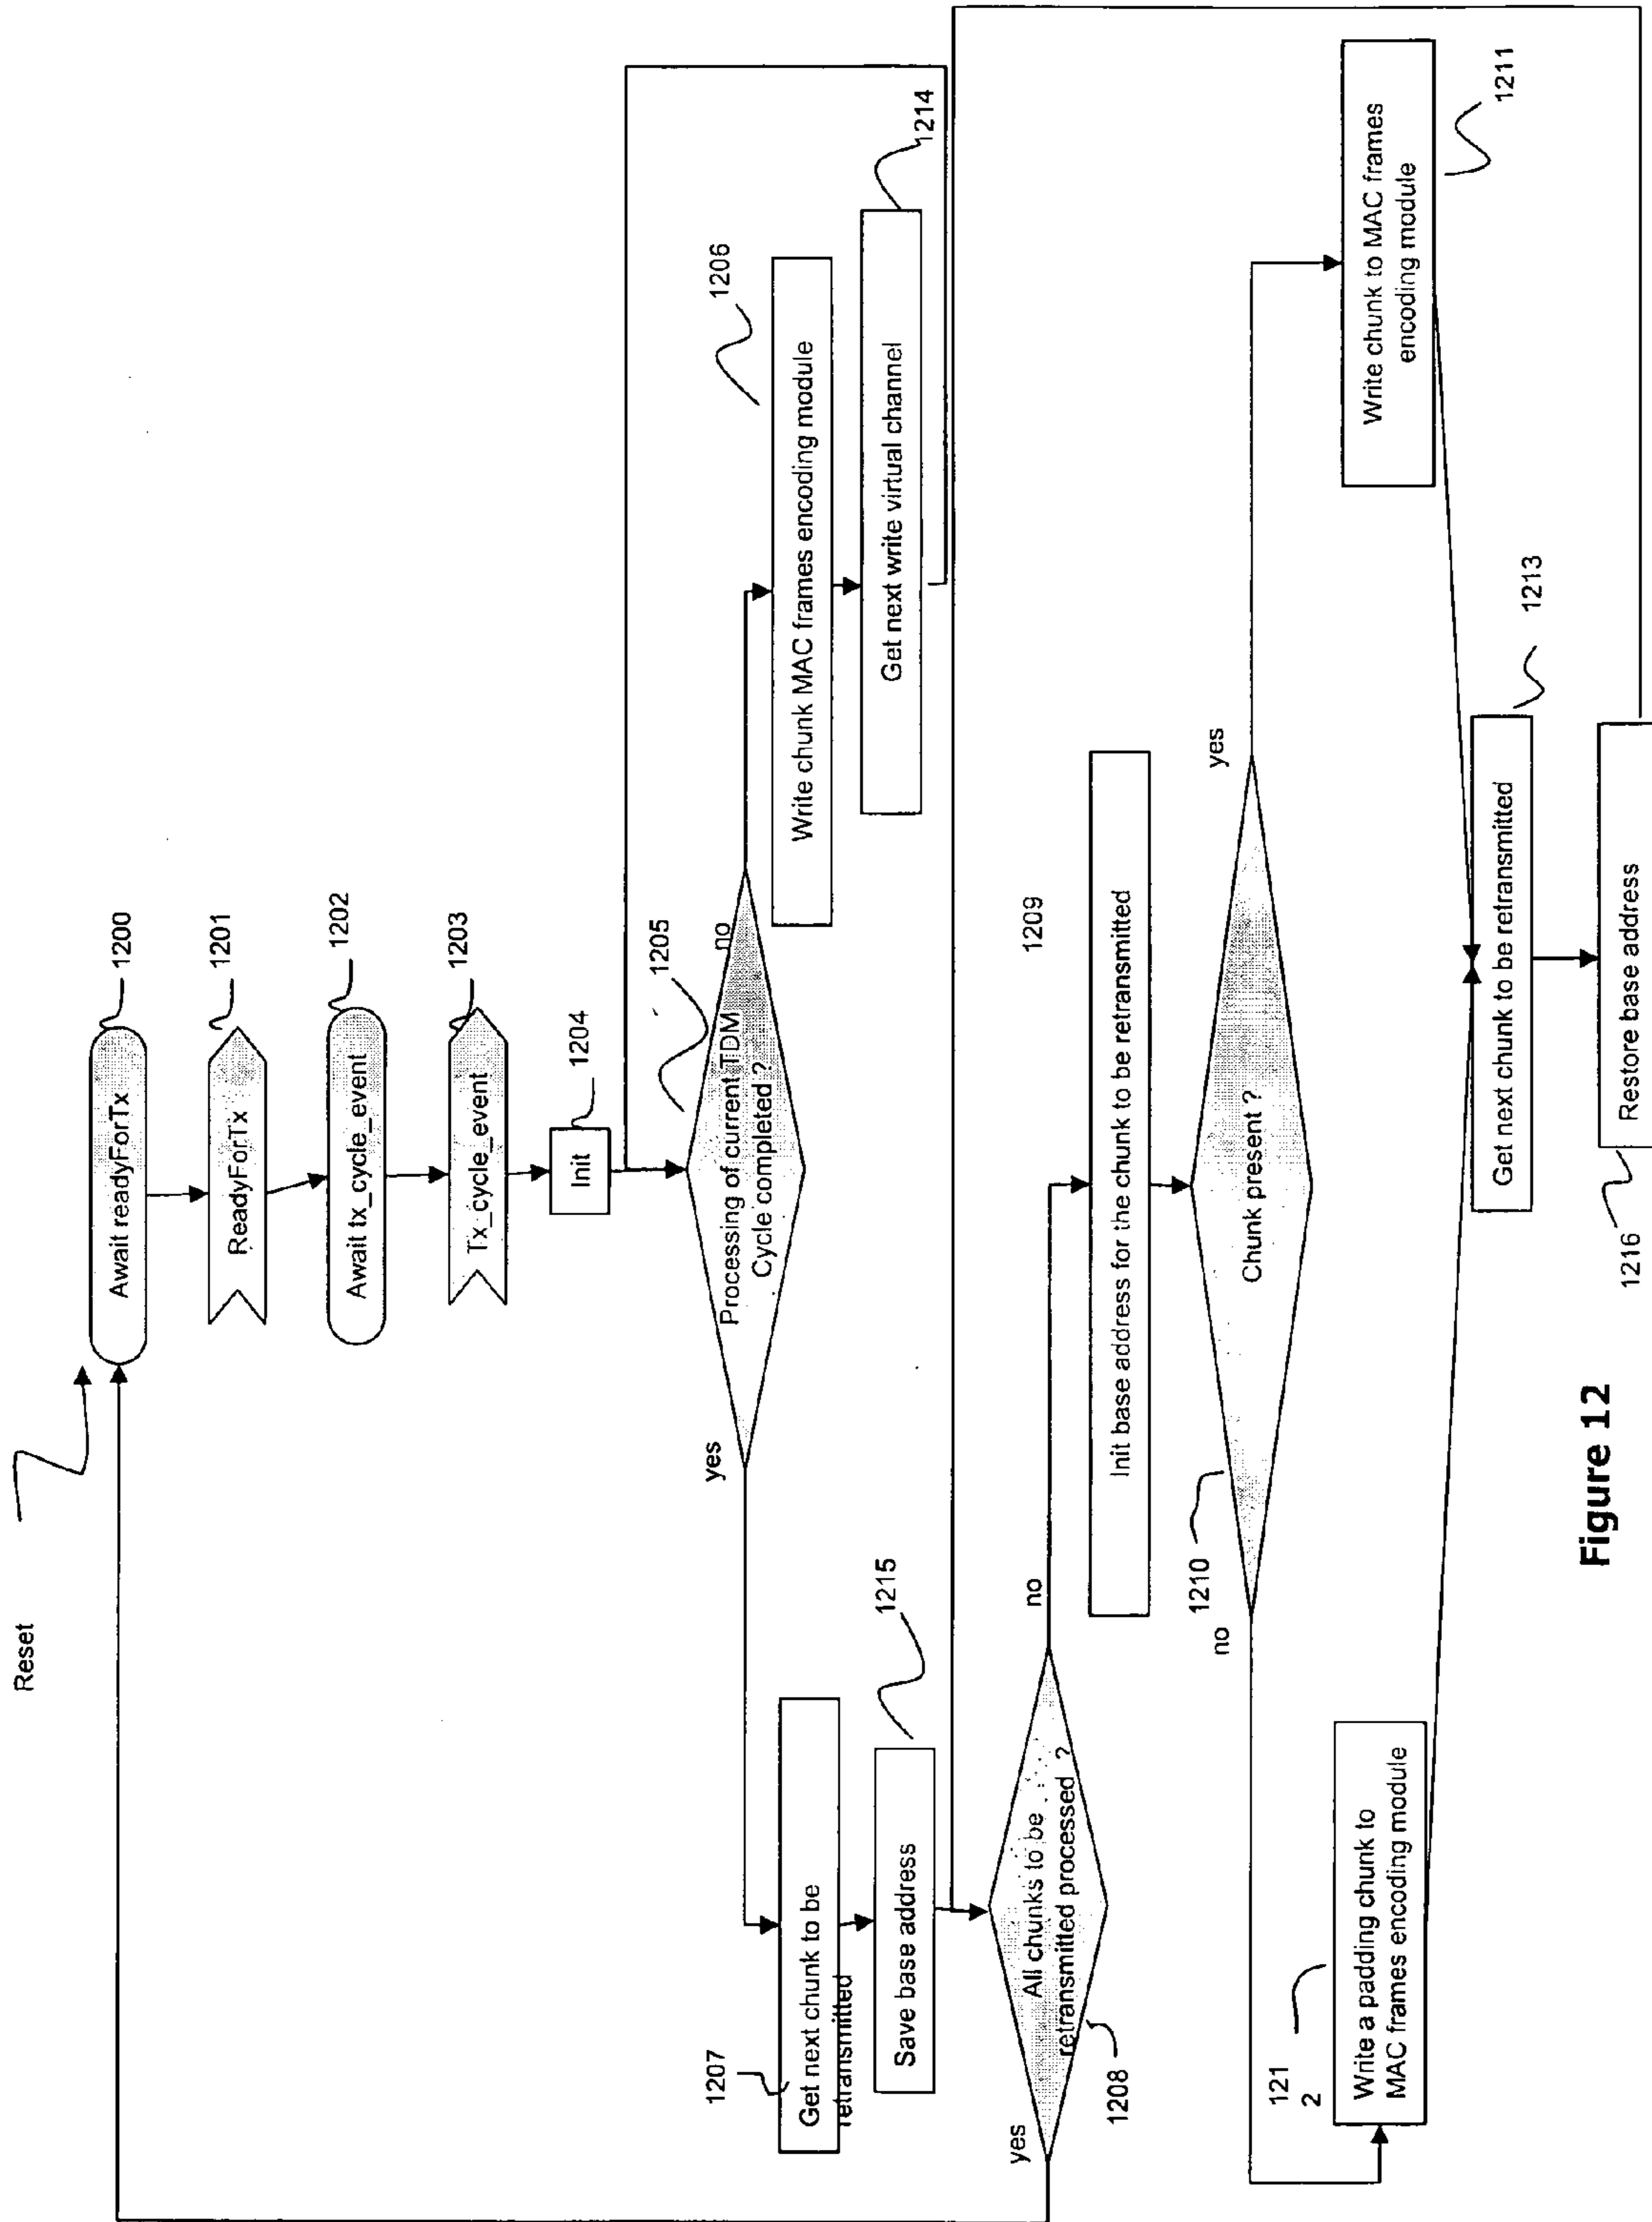 Reset
Await readyForTx
1200
ReadyForTx
1201
Await tx_cycle_event
1202
Tx_cycle_event
1203
Init
1204
1205
Processing of current TDM
Cycle completed ?
yes
no
1206
Write chunk MAC frames encoding module
Get next write virtual channel
1214
1207
Get next chunk to be
retransmitted
1215
Save base address
All chunks to be
retransmitted processed ?
yes
no
1208
1209
Init base address for the chunk to be retransmitted
1210
Chunk present ?
no
yes
121
2
Write a padding chunk to
MAC frames encoding module
Write chunk to MAC frames
encoding module
1211
Get next chunk to be retransmitted
1213
1216
Restore base address
Figure 12